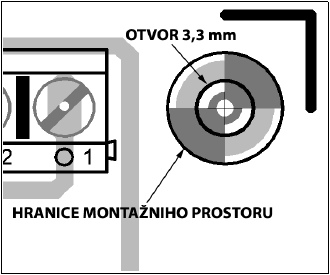 OTVOR 3,3 mm
2 1
HRANICE MONTAŽNIHO PROSTORU